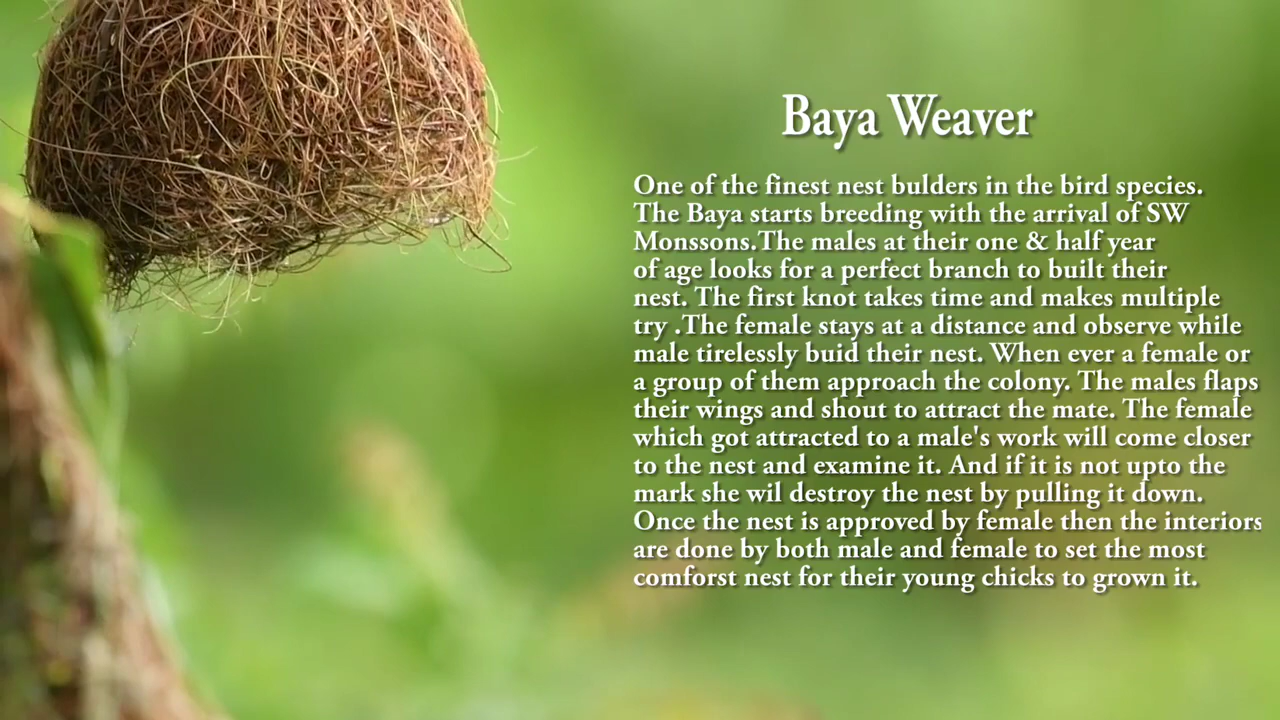 Baya Weaver
One of the finest nest bulders in the bird species.
The Baya starts breeding with the arrival of SW
Monssons.The males at their one & half year
of age looks for a perfect branch to built their
nest. The first knot takes time and makes multiple
try .The female stays at a distance and observe while
male tirelessly buid their nest. When ever a female or
a group of them approach the colony. The males flaps
their wings and shout to attract the mate. The female
which got attracted to a male's work will come closer
to the nest and examine it. And if it is not upto the
mark she wil destroy the nest by pulling it down.
Once the nest is approved by female then the interiors
are done by both male and female to set the most
comforst nest for their young chicks to grown it.